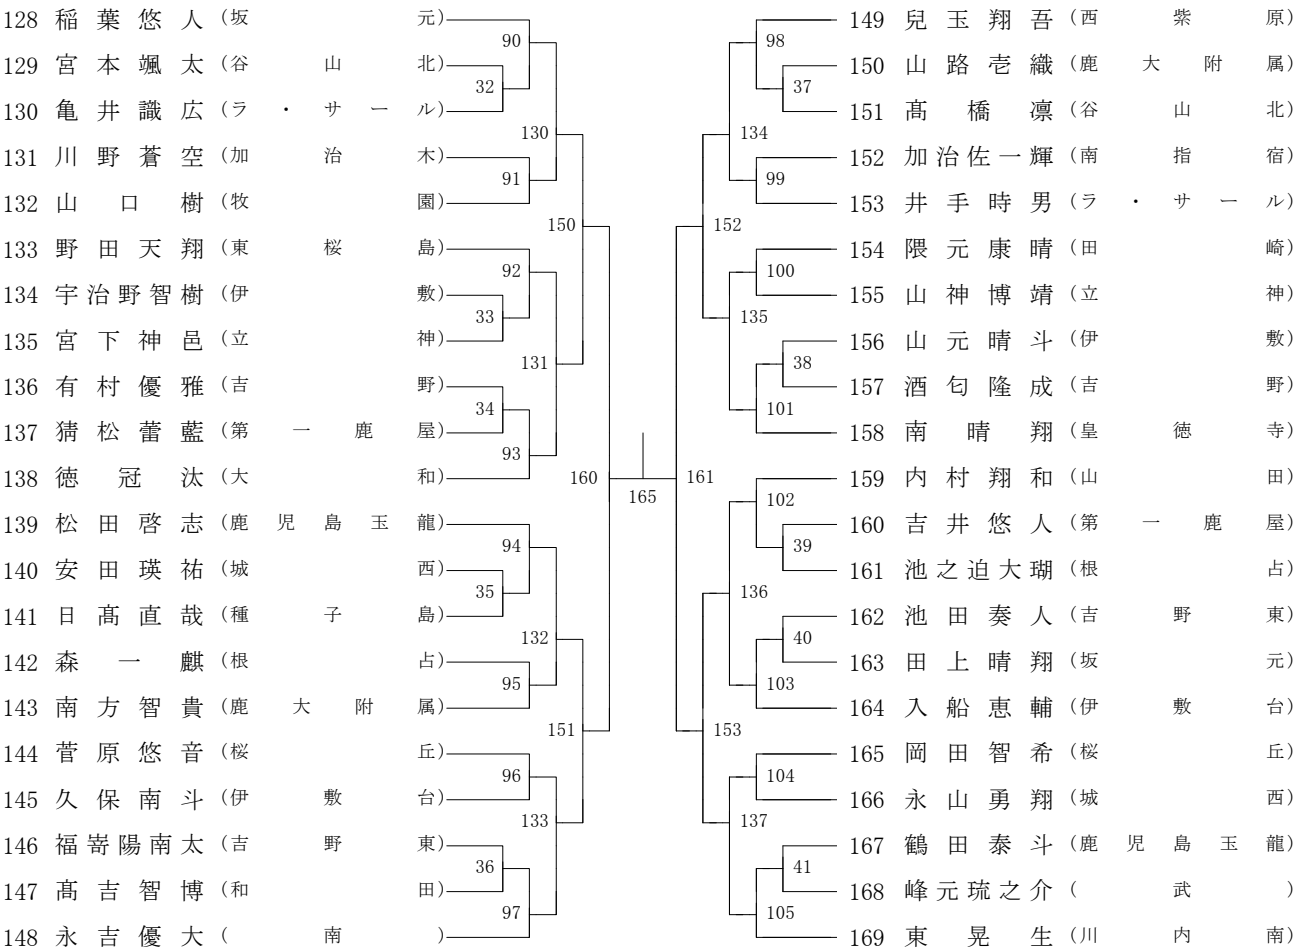 128 稲葉悠人 (坂元)
129 宮本颯太 (谷山北)
130 亀井識広 (ラ・サール)
131 川野蒼空 (加治木)
132 山口樹 (牧園)
133 野田天翔 (東桜島)
134 宇治野智樹 (伊敷)
135 宮下神邑 (立神)
136 有村優雅 (吉野)
137 猜松蕾藍 (第一鹿屋)
138 徳冠汰 (大和)
139 松田啓志 (鹿児島玉龍)
140 安田瑛祐 (城西)
141 日髙直哉 (種子島)
142 森一麒 (根占)
143 南方智貴 (鹿大附属)
144 菅原悠音 (桜丘)
145 久保南斗 (伊敷台)
146 福嵜陽南太 (吉野東)
147 髙吉智博 (和田)
148 永吉優大 (南)
90
32
130
91
150
92
33
131
34
93
160
94
35
132
95
151
96
133
36
97
165
161
98
37
134
99
152
100
135
38
101
102
39
136
40
103
153
104
137
41
105
149 兒玉翔吾 (西紫原)
150 山路壱織 (鹿大附属)
151 髙橋凛 (谷山北)
152 加治佐一輝 (南指宿)
153 井手時男 (ラ・サール)
154 隈元康晴 (田崎)
155 山神博靖 (立神)
156 山元晴斗 (伊敷)
157 酒匂隆成 (吉野)
158 南晴翔 (皇徳寺)
159 内村翔和 (山田)
160 吉井悠人 (第一鹿屋)
161 池之迫大瑚 (根占)
162 池田奏人 (吉野東)
163 田上晴翔 (坂元)
164 入船恵輔 (伊敷台)
165 岡田智希 (桜丘)
166 永山勇翔 (城西)
167 鶴田泰斗 (鹿児島玉龍)
168 峰元琉之介 (武)
169 東晃生 (川内南)